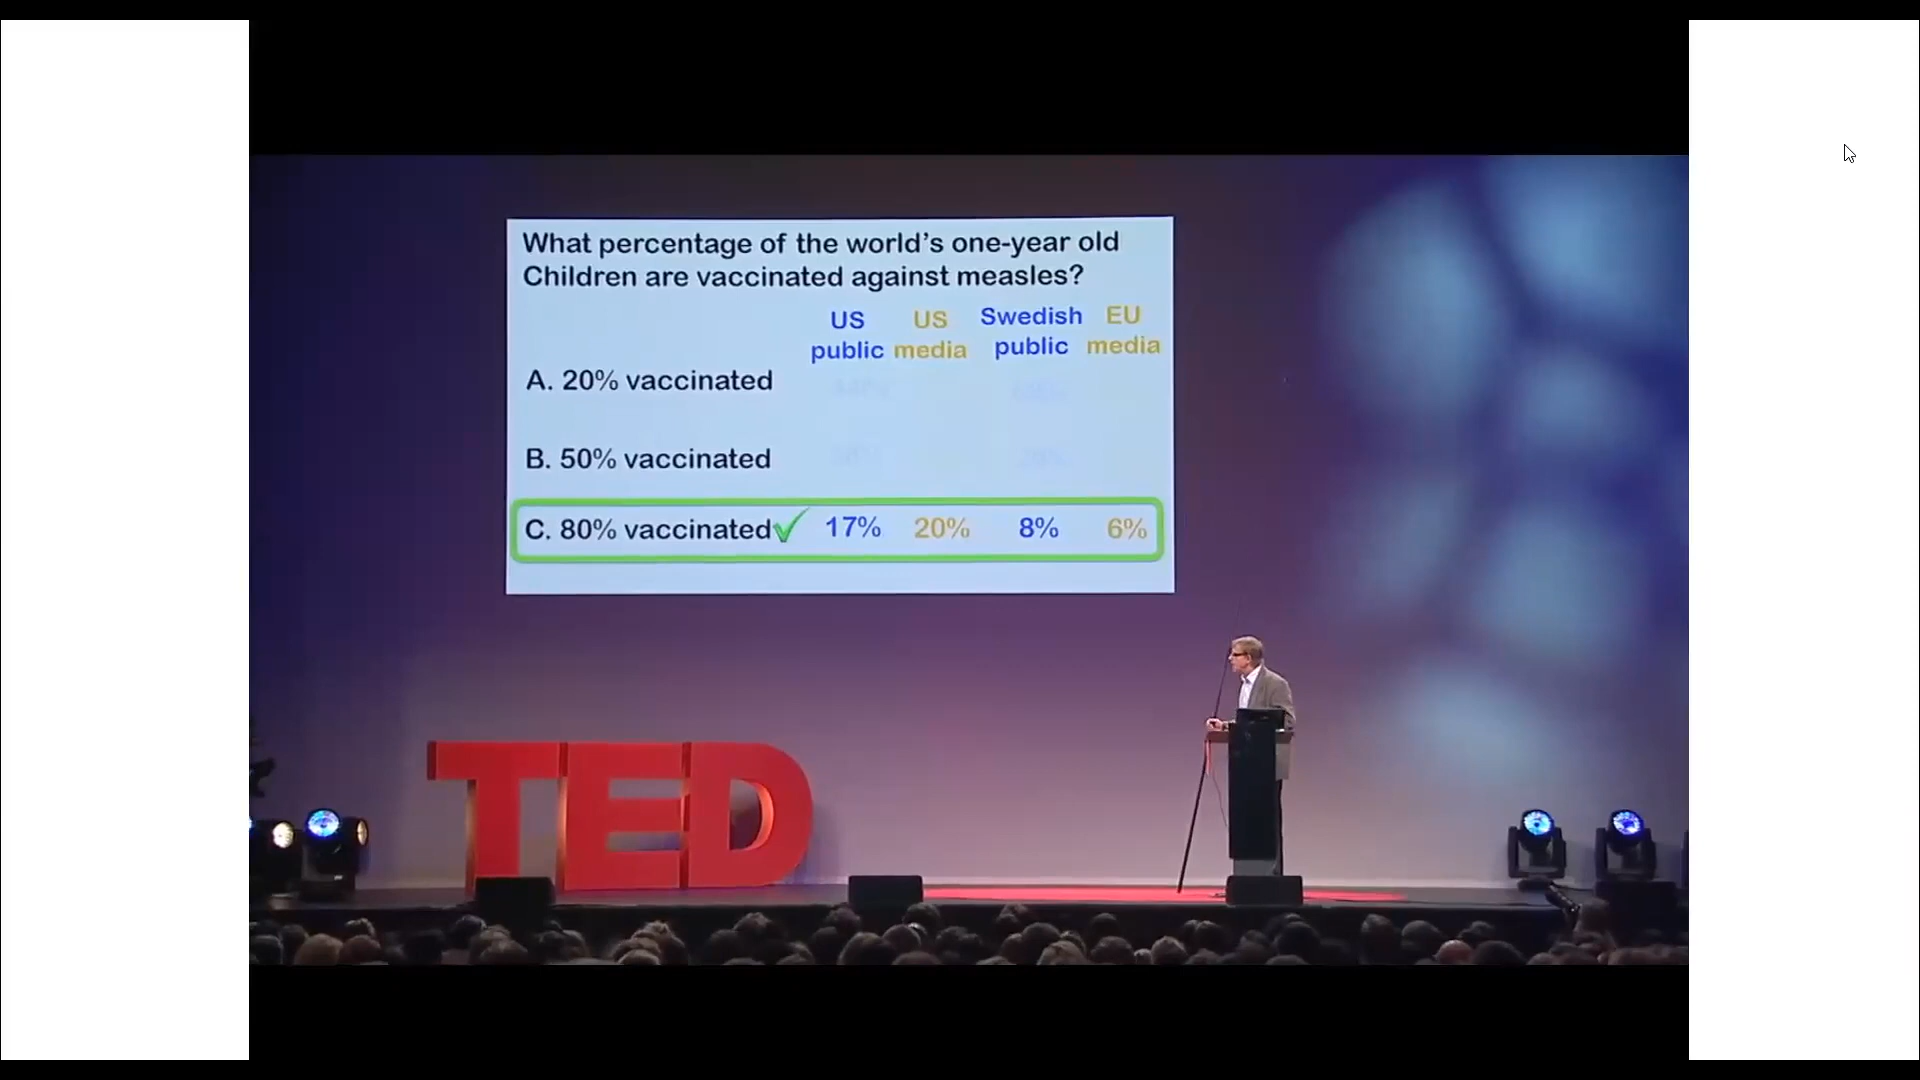 What percentage of the world's one-year old
Children are vaccinated against measles?
US US Swedish EU
public media public media
A. 20% vaccinated
B. 50% vaccinated
C. 80% vaccinated 17% 20% 8% 6%
TED